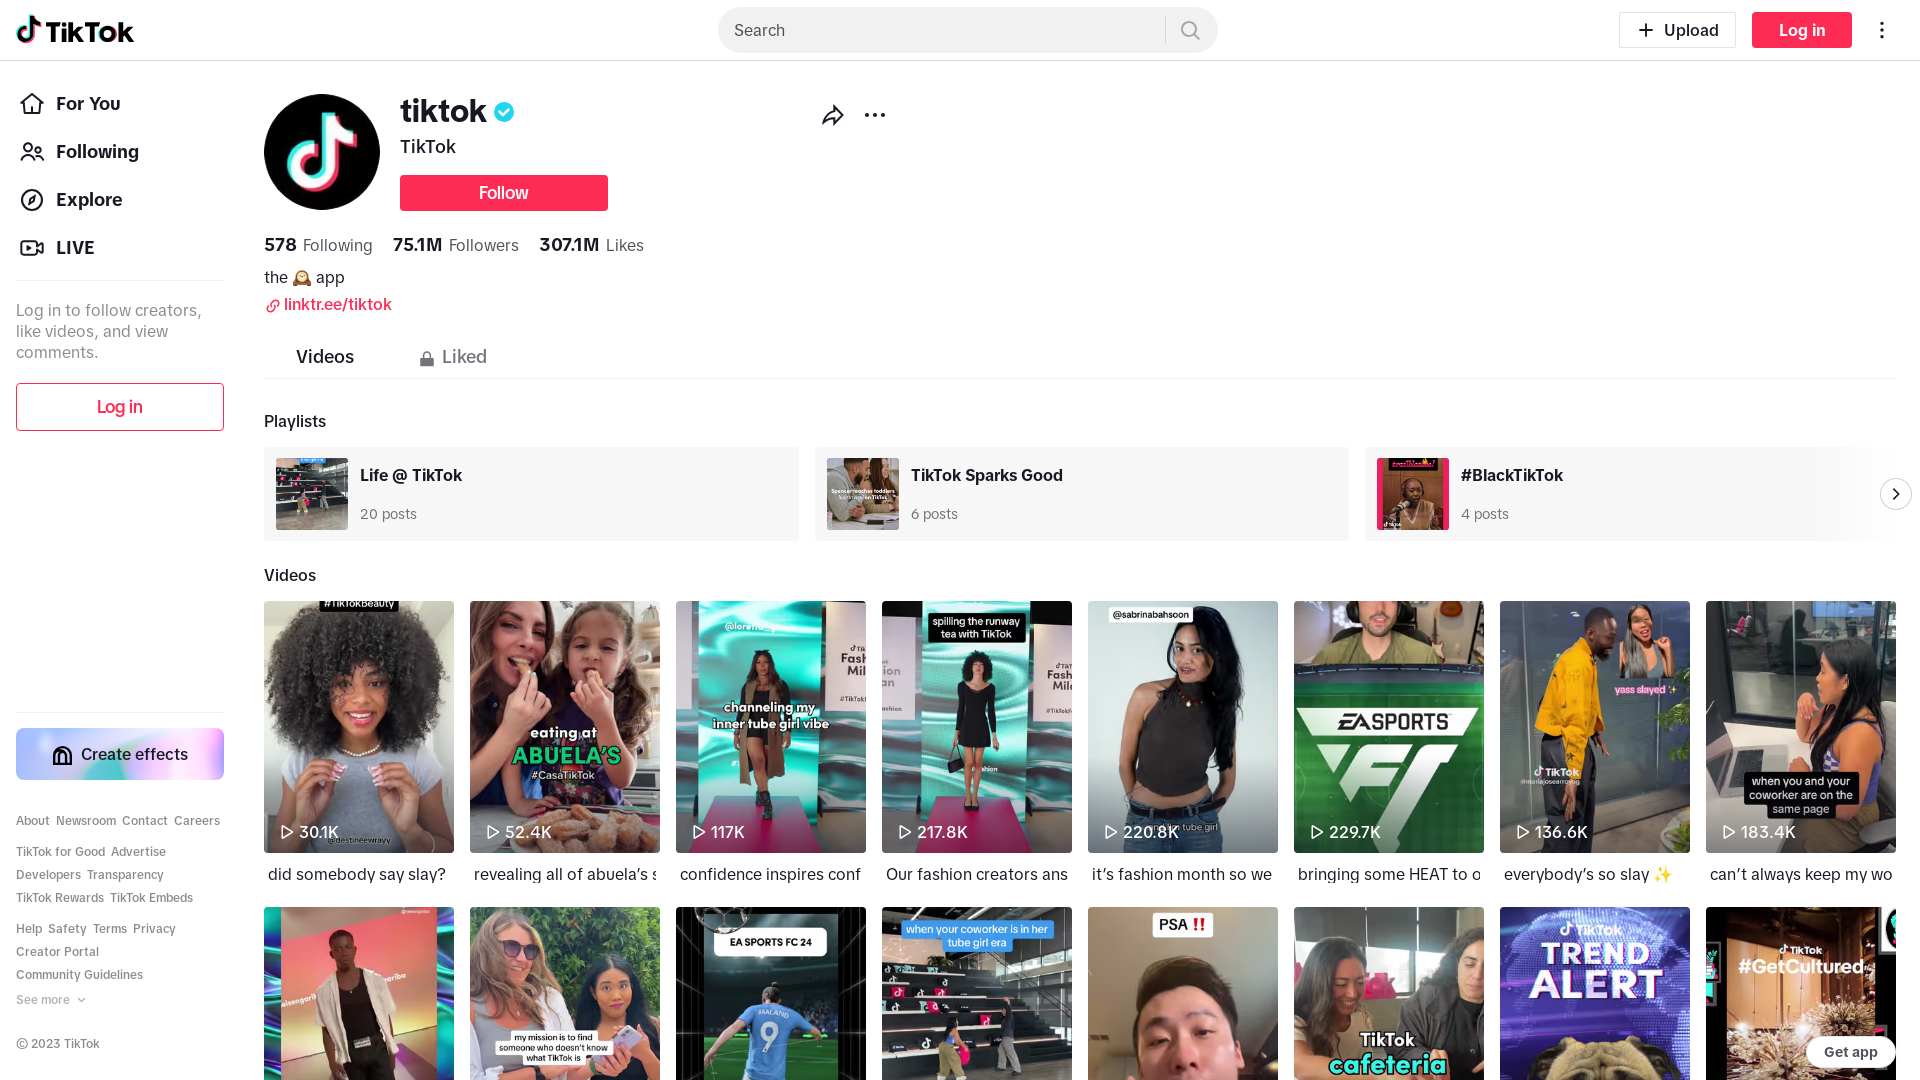 TikTok
Search
Upload
Log in
For You
Following
Explore
LIVE
Log in to follow creators,
like videos, and view
comments.
Log in
Create effects
About Newsroom Contact Careers
TikTok for Good Advertise
Developers Transparency
TikTok Rewards TikTok Embeds
Help Safety Terms Privacy
Creator Portal
Community Guidelines
See more
© 2023 TikTok
tiktok
TikTok
Follow
578 Following 75.1M Followers 307.1M Likes
the 🕰️ app
linktr.ee/tiktok
Videos
Liked
Playlists
Life @ TikTok
20 posts
TikTok Sparks Good
6 posts
#BlackTikTok
4 posts
Videos
#TikTokBeauty
30.1K
@destineewrayy
did somebody say slay?
eating at
ABUELA'S
#CasaTikTok
52.4K
revealing all of abuela's s
channeling my
inner tube girl vibe
117K
confidence inspires conf
spilling the runway
tea with TikTok
217.8K
Our fashion creators ans
@sabrinabahsoon
220.8K
it's fashion month so we
EA SPORTS
FC
229.7K
bringing some HEAT to o
yass slayed ✨
TikTok
136.6K
everybody's so slay ✨
when you and your
coworker are on the
same page
183.4K
can't always keep my wo
my mission is to find
someone who doesn't know
what TikTok is
EA SPORTS FC 24
HAALAND
9
when your coworker is in her
tube girl era
PSA ‼️
TikTok
cafeteria
TikTok
TREND
ALERT
TikTok
#GetCultured
Get app